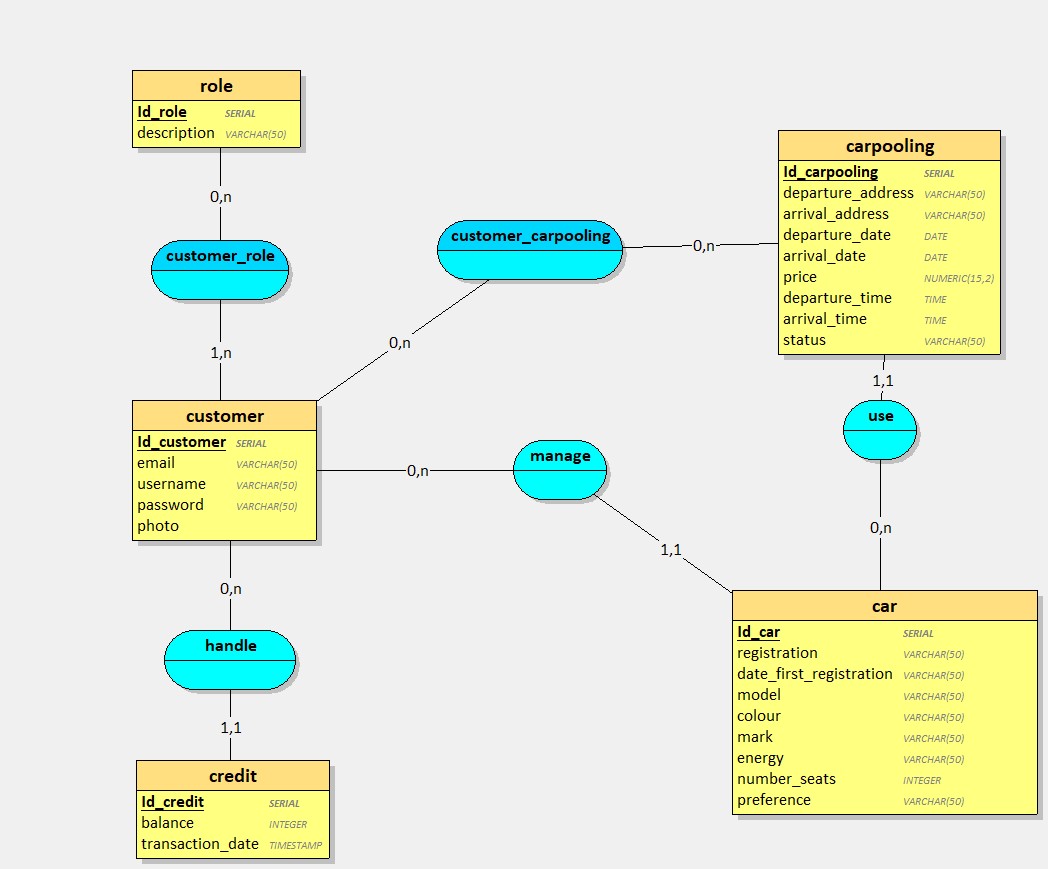 role
Id_role SERIAL
description VARCHAR(50)
0,n
customer_role
1,n
customer_carpooling
0,n
0,n
carpooling
Id_carpooling SERIAL
departure_address VARCHAR(50)
arrival_address VARCHAR(50)
departure_date DATE
arrival_date DATE
price NUMERIC(15,2)
departure_time TIME
arrival_time TIME
status VARCHAR(50)
1,1
use
0,n
customer
Id_customer SERIAL
email VARCHAR(50)
username VARCHAR(50)
password VARCHAR(50)
photo
0,n
manage
1,1
0,n
handle
1,1
credit
Id_credit SERIAL
balance INTEGER
transaction_date TIMESTAMP
car
Id_car SERIAL
registration VARCHAR(50)
date_first_registration VARCHAR(50)
model VARCHAR(50)
colour VARCHAR(50)
mark VARCHAR(50)
energy VARCHAR(50)
number_seats INTEGER
preference VARCHAR(50)